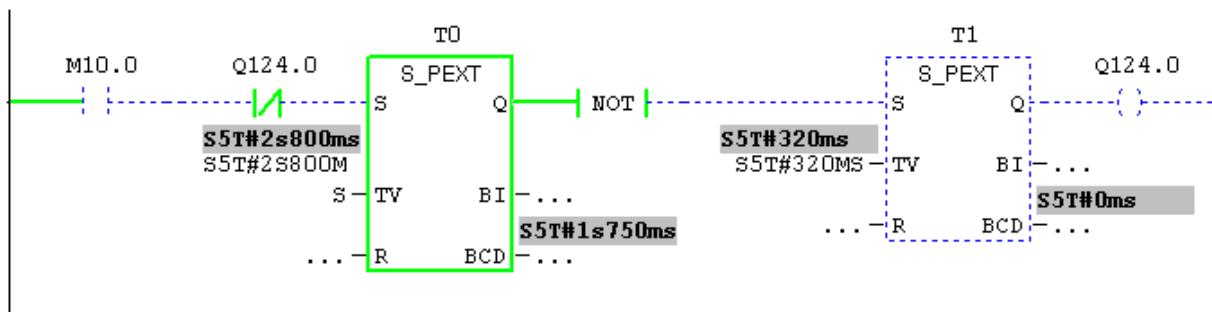 T0 T1
M10.0 Q124.0 S_PEXT S_PEXT Q124.0
S Q NOT S Q
S5T#2s800ms S5T#320ms
S5T#2S800M S5T#320MS TV BI ...
S TV BI ... S5T#0ms
S5T#1s750ms ... R BCD ...
... R BCD ...